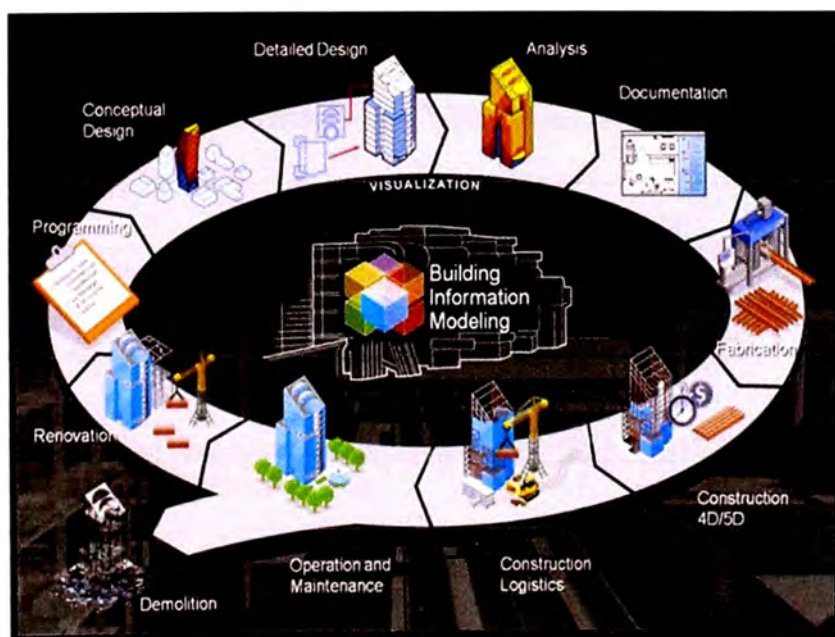 Detailed Design
Analysis
Conceptual
Design
Documentation
VISUALIZATION
Programming
Building
Information
Modeling
Fabrication
Renovation
Construction
4D/5D
Operation and
Maintenance
Construction
Logistics
Demolition